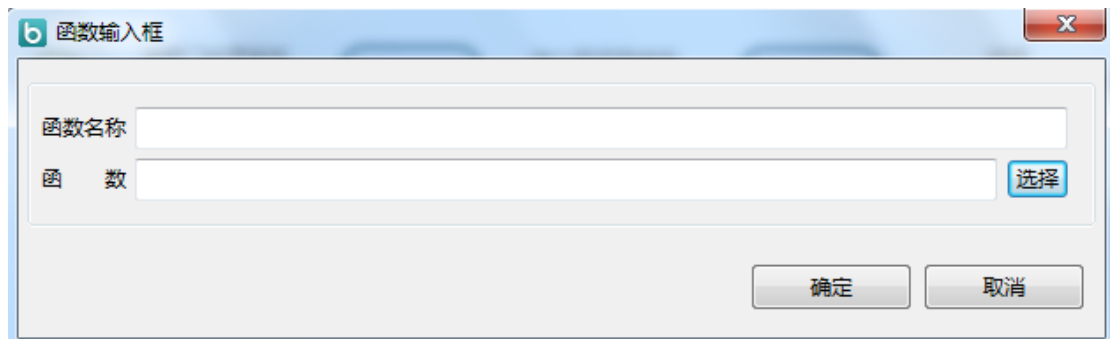 函数输入框
函数名称
函 数
选择
确定 取消